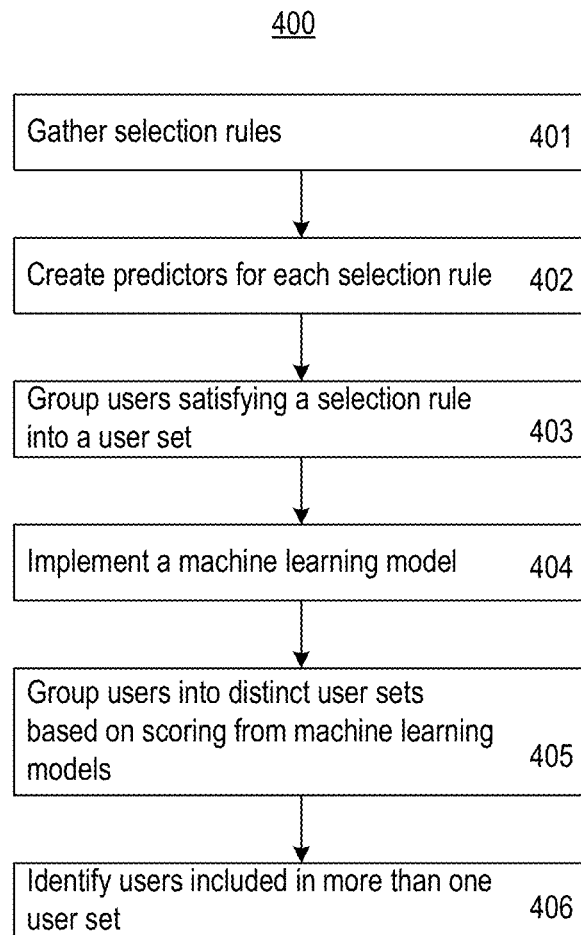 400
Gather selection rules 401
Create predictors for each selection rule 402
Group users satisfying a selection rule
into a user set 403
Implement a machine learning model 404
Group users into distinct user sets
based on scoring from machine learning
models 405
Identify users included in more than one
user set 406